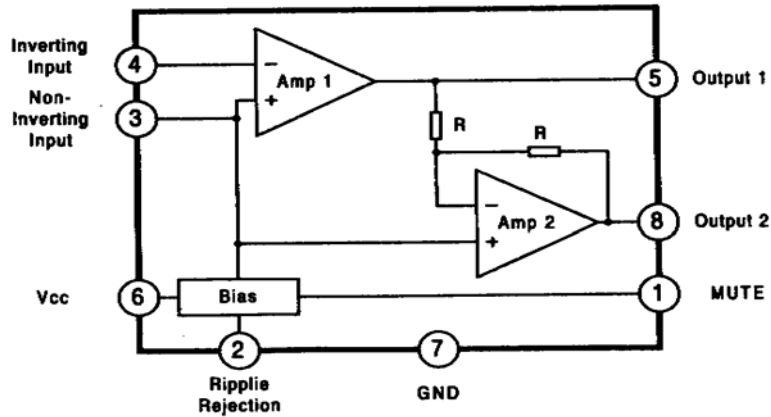 Inverting
Input
4
Non-
Inverting
Input
3
−
Amp 1
+
5
Output 1
R
R
−
Amp 2
+
8
Output 2
Vcc
6
Bias
1
MUTE
2
Ripplie
Rejection
7
GND